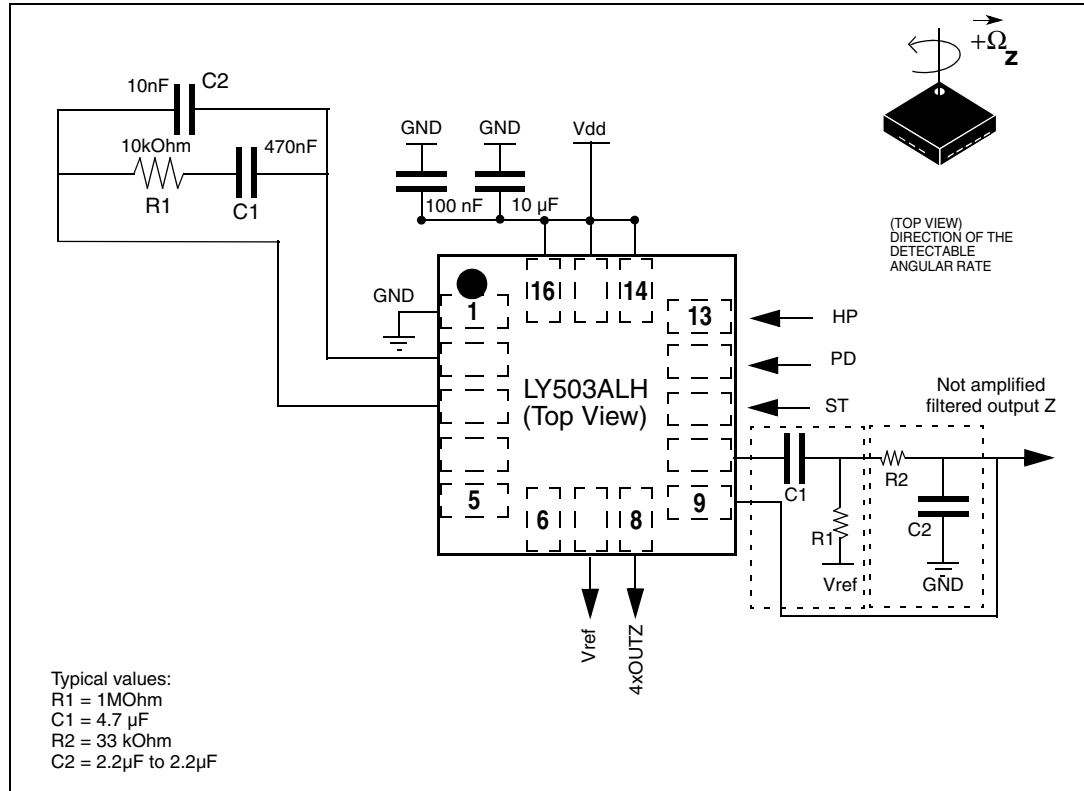 +Ω
Z
10nF
C2
10kOhm
470nF
R1
C1
GND
GND
Vdd
100 nF
10 µF
(TOP VIEW)
DIRECTION OF THE
DETECTABLE
ANGULAR RATE
GND
1
16
14
13
HP
PD
ST
LY503ALH
(Top View)
Not amplified
filtered output Z
5
6
8
9
C1
R2
R1
C2
Vref
GND
Vref
4xOUTZ
Typical values:
R1 = 1MOhm
C1 = 4.7 µF
R2 = 33 kOhm
C2 = 2.2µF to 2.2µF